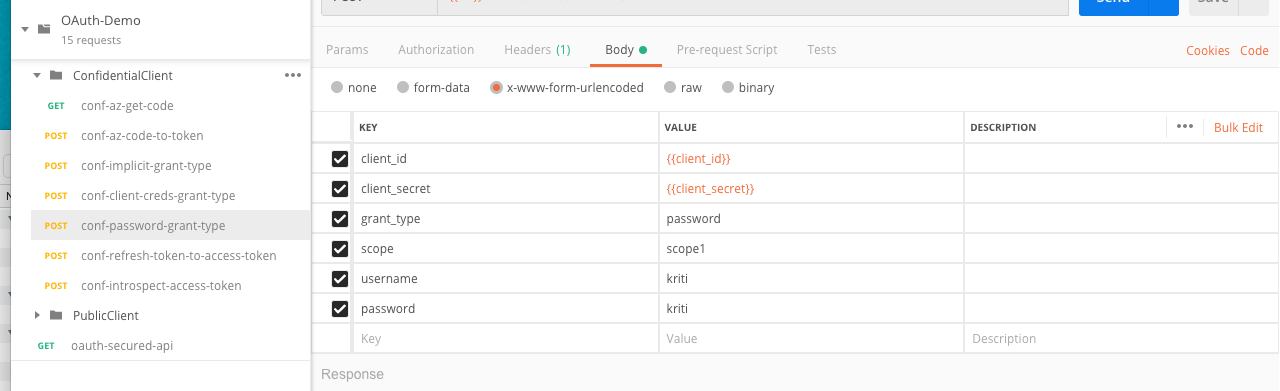 OAuth-Demo
15 requests
ConfidentialClient •••
GET conf-az-get-code
POST conf-az-code-to-token
POST conf-implicit-grant-type
POST conf-client-creds-grant-type
POST conf-password-grant-type
POST conf-refresh-token-to-access-token
POST conf-introspect-access-token
PublicClient
GET oauth-secured-api
Params Authorization Headers (1) Body Pre-request Script Tests Cookies Code
none form-data x-www-form-urlencoded raw binary
KEY VALUE DESCRIPTION ••• Bulk Edit
client_id {{client_id}}
client_secret {{client_secret}}
grant_type password
scope scope1
username kriti
password kriti
Key Value Description
Response